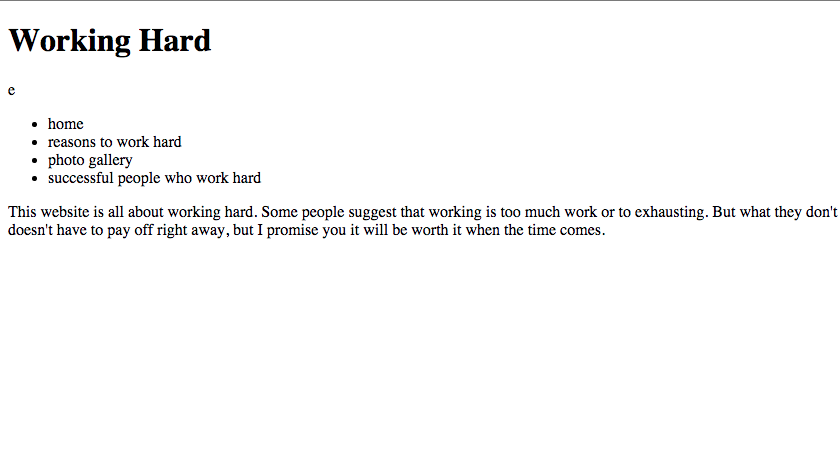 Working Hard
e
home
reasons to work hard
photo gallery
successful people who work hard
This website is all about working hard. Some people suggest that working is too much work or to exhausting. But what they don't
doesn't have to pay off right away, but I promise you it will be worth it when the time comes.